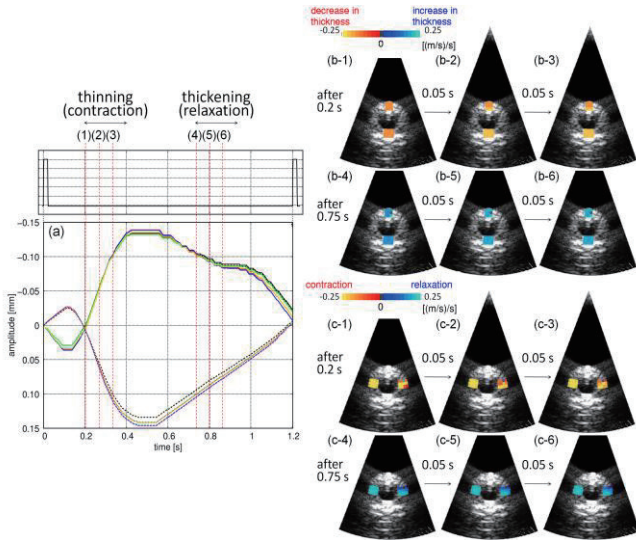 thinning
(contraction)
thickening
(relaxation)
(1)(2)(3)
(4)(5)(6)
(a)
amplitude [mm]
-0.15
-0.10
-0.05
0
0.05
0.10
0.15
0
0.2
0.4
0.6
0.8
1
1.2
time [s]
decrease in
thickness
increase in
thickness
-0.25
0
0.25
[(m/s)/s]
(b-1)
(b-2)
(b-3)
after
0.2 s
0.05 s
0.05 s
(b-4)
(b-5)
(b-6)
after
0.75 s
0.05 s
0.05 s
contraction
relaxation
-0.25
0
0.25
[(m/s)/s]
(c-1)
(c-2)
(c-3)
after
0.2 s
0.05 s
0.05 s
(c-4)
(c-5)
(c-6)
after
0.75 s
0.05 s
0.05 s